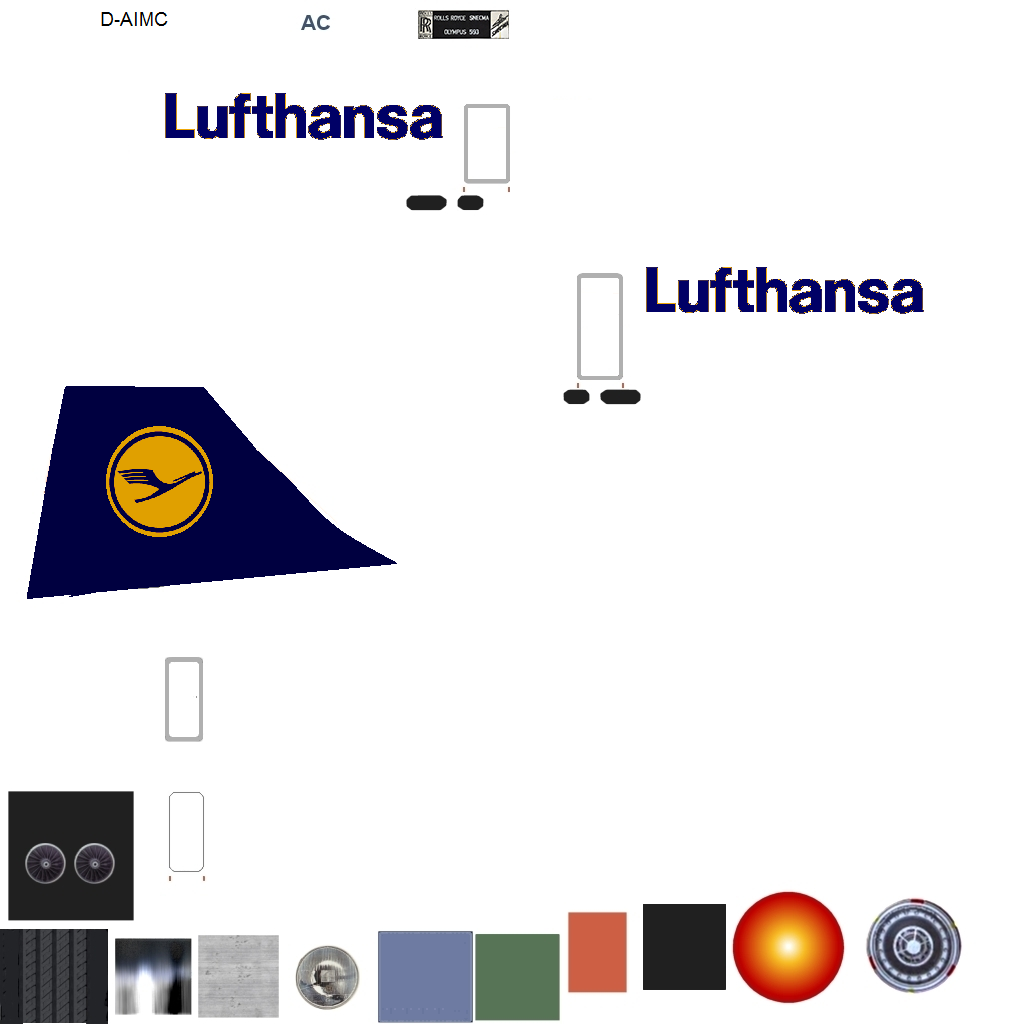 D-AIMC
AC
ROLLS ROYCE SNECMA
OLYMPUS 593
Lufthansa
Lufthansa